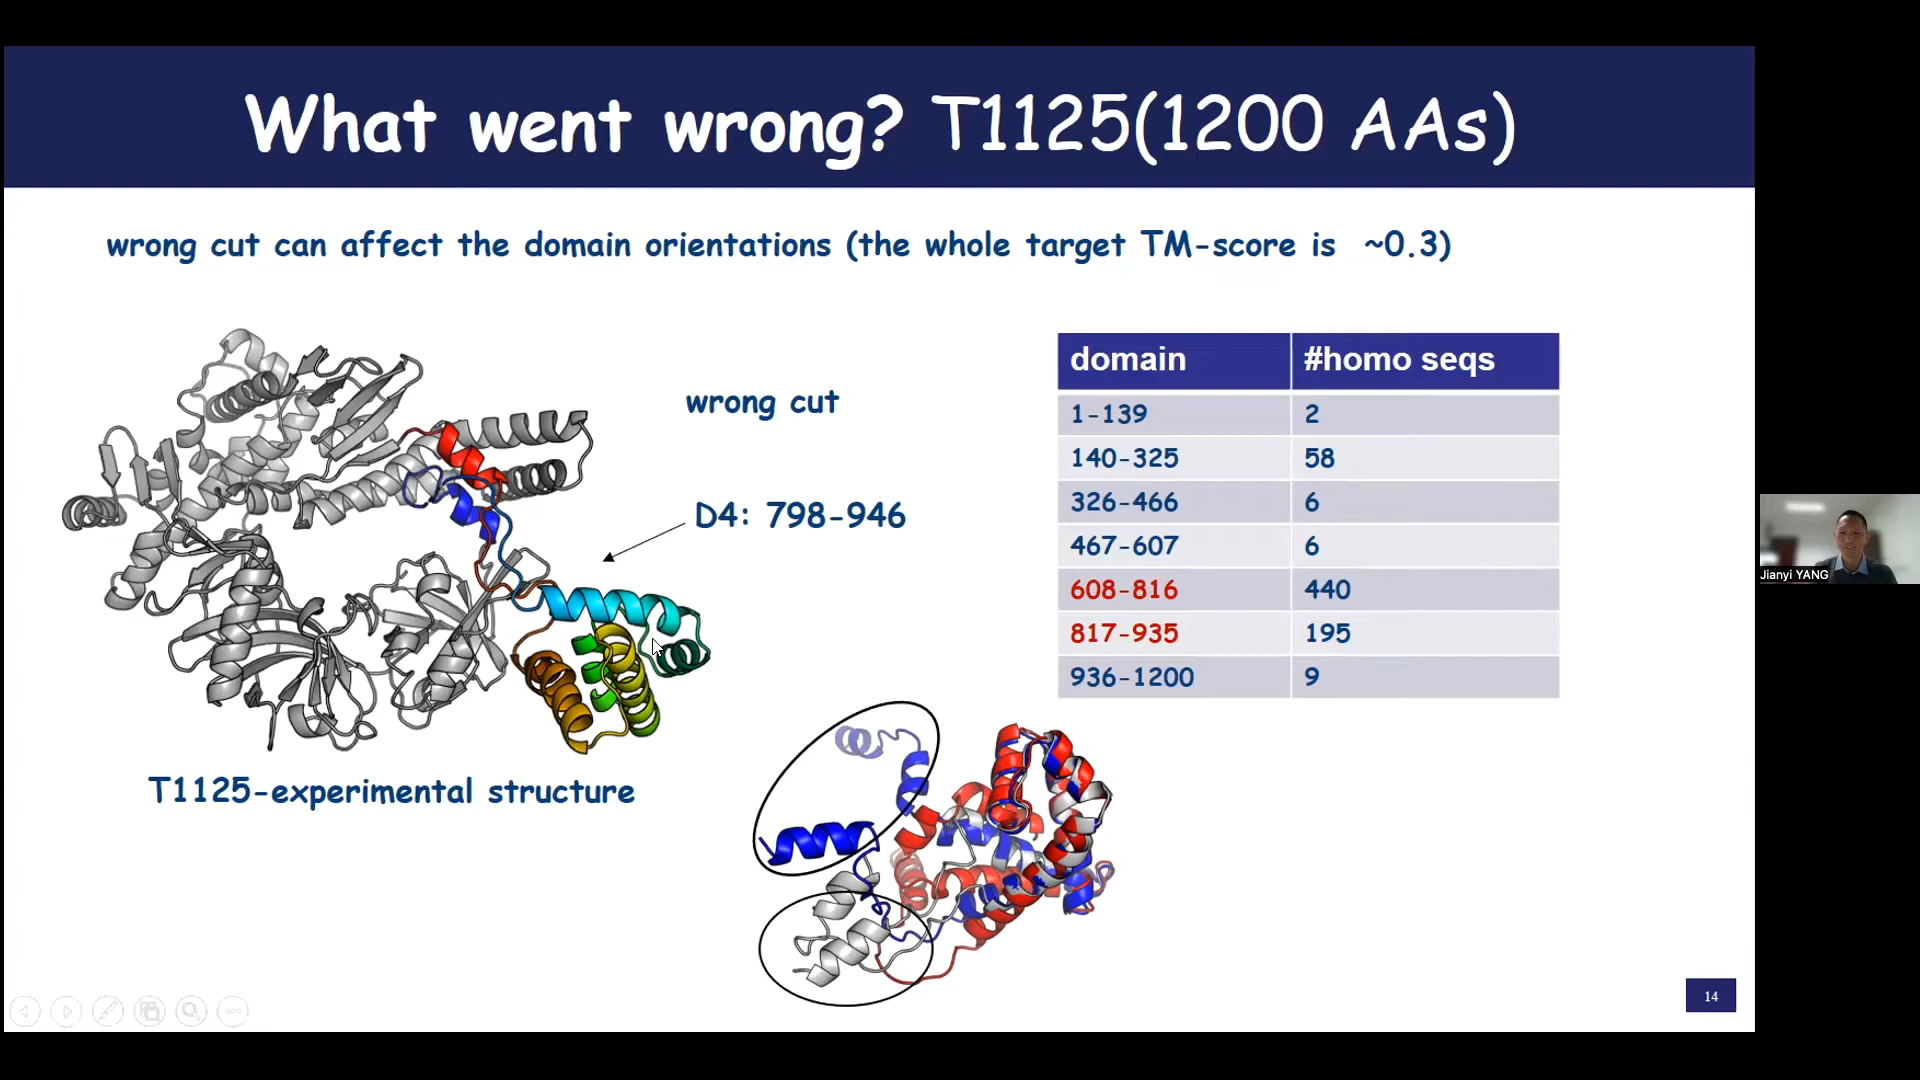 What went wrong? T1125(1200 AAs)
wrong cut can affect the domain orientations (the whole target TM-score is ~0.3)
wrong cut
D4: 798-946
T1125-experimental structure
domain #homo seqs
1-139 2
140-325 58
326-466 6
467-607 6
608-816 440
817-935 195
936-1200 9
Jianyi YANG
14